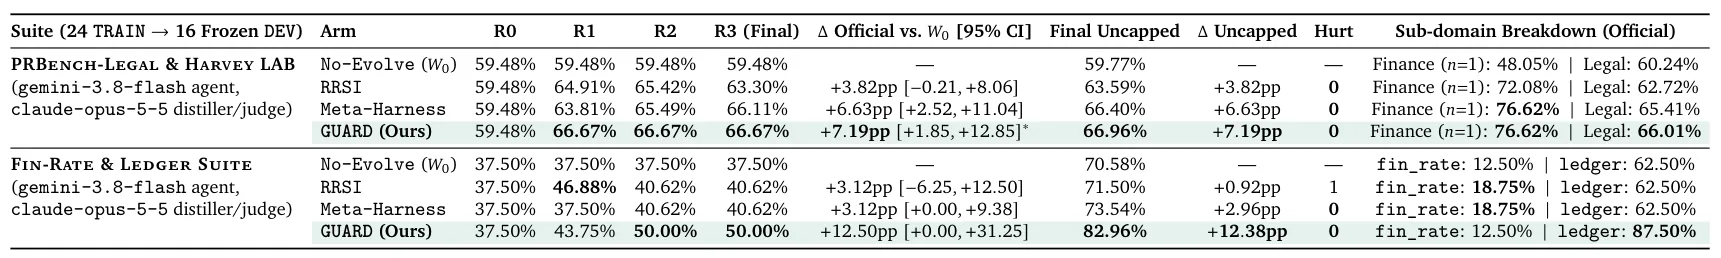 Suite (24 TRAIN → 16 Frozen DEV) Arm R0 R1 R2 R3 (Final) Δ Official vs. W₀ [95% CI] Final Uncapped Δ Uncapped Hurt Sub-domain Breakdown (Official)
PRBench-Legal & Harvey LAB No-Evolve (W₀) 59.48% 59.48% 59.48% 59.48% — 59.77% — — Finance (n=1): 48.05% | Legal: 60.24%
(gemini-3.8-flash agent, RRSI 59.48% 64.91% 65.42% 63.30% +3.82pp [−0.21, +8.06] 63.59% +3.82pp 0 Finance (n=1): 72.08% | Legal: 62.72%
claude-opus-5-5 distiller/judge) Meta-Harness 59.48% 63.81% 65.49% 66.11% +6.63pp [+2.52, +11.04] 66.40% +6.63pp 0 Finance (n=1): 76.62% | Legal: 65.41%
GUARD (Ours) 59.48% 66.67% 66.67% 66.67% +7.19pp [+1.85, +12.85]* 66.96% +7.19pp 0 Finance (n=1): 76.62% | Legal: 66.01%
Fin-Rate & Ledger Suite No-Evolve (W₀) 37.50% 37.50% 37.50% 37.50% — 70.58% — — fin_rate: 12.50% | ledger: 62.50%
(gemini-3.8-flash agent, RRSI 37.50% 46.88% 40.62% 40.62% +3.12pp [−6.25, +12.50] 71.50% +0.92pp 1 fin_rate: 18.75% | ledger: 62.50%
claude-opus-5-5 distiller/judge) Meta-Harness 37.50% 37.50% 40.62% 40.62% +3.12pp [+0.00, +9.38] 73.54% +2.96pp 0 fin_rate: 18.75% | ledger: 62.50%
GUARD (Ours) 37.50% 43.75% 50.00% 50.00% +12.50pp [+0.00, +31.25] 82.96% +12.38pp 0 fin_rate: 12.50% | ledger: 87.50%